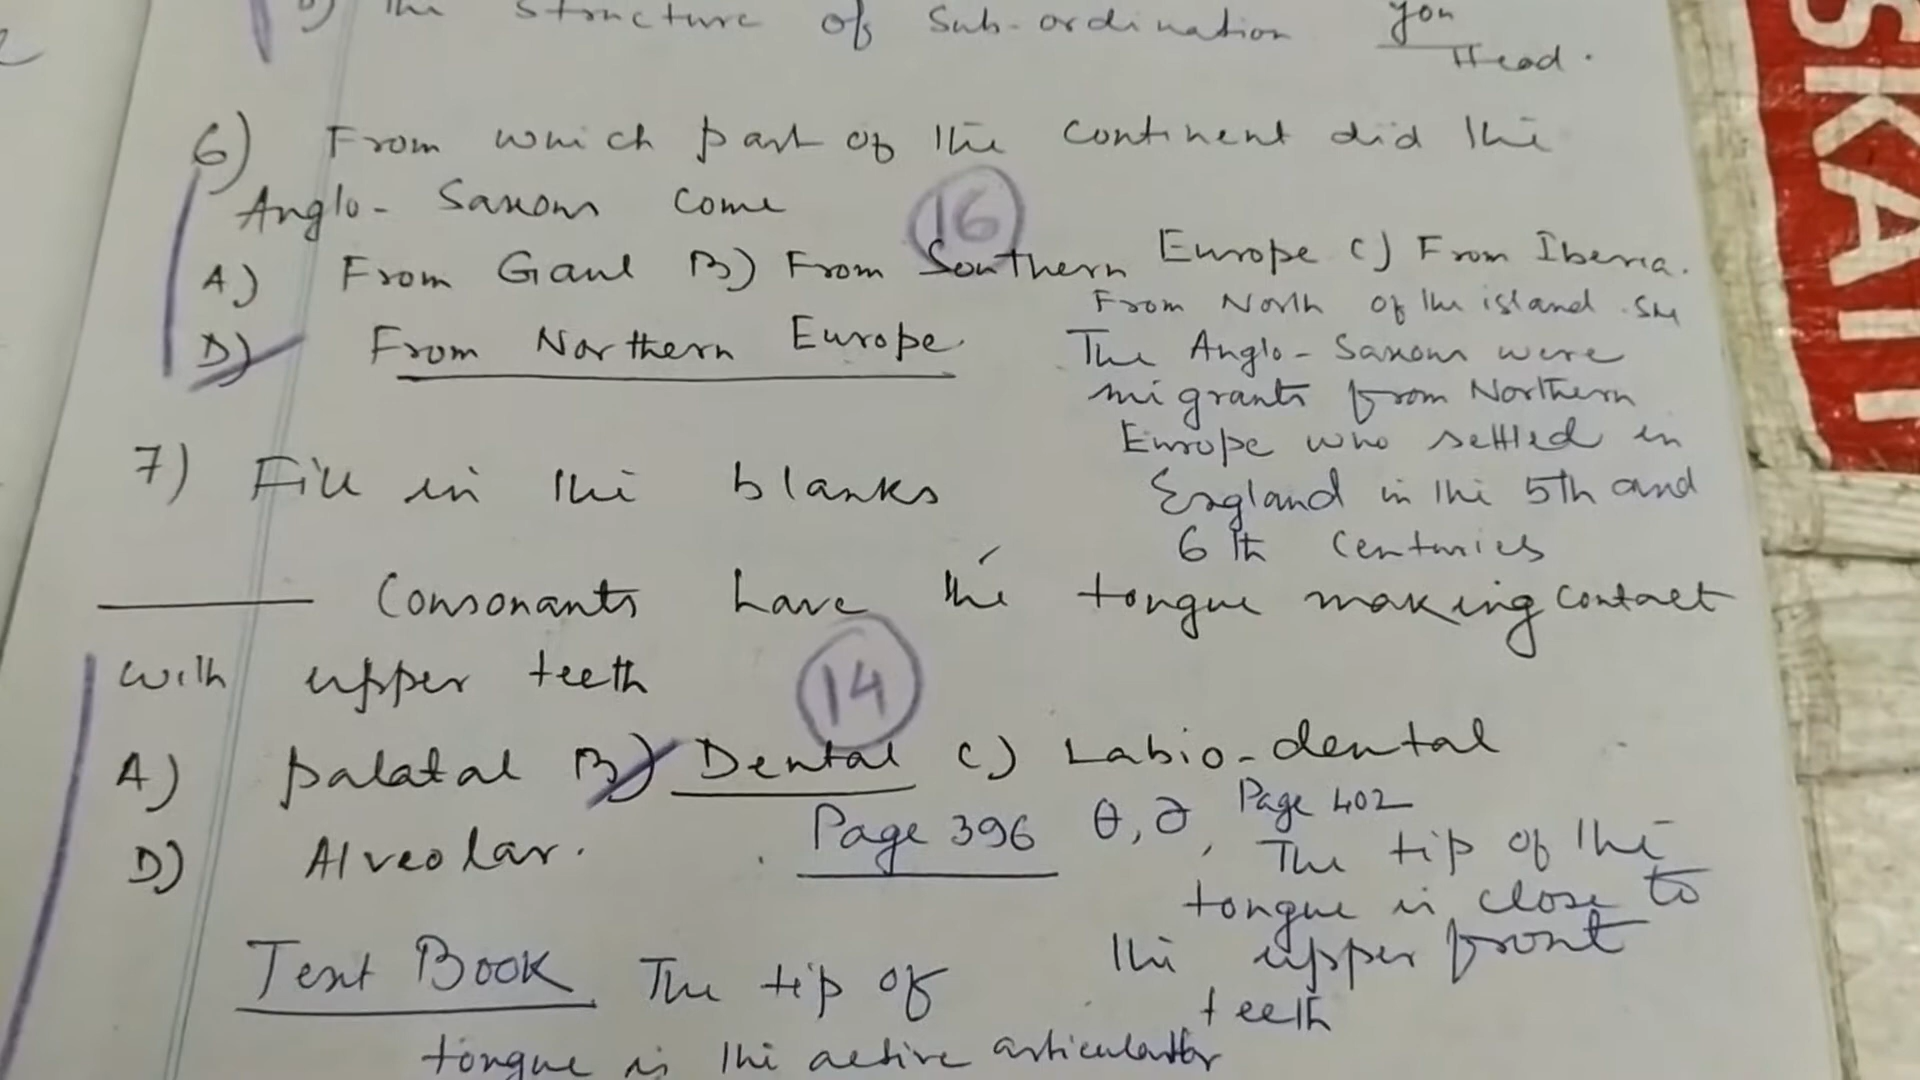 b) The structure of Sub-ordination you
Head.
6) From which part of the continent did the
Anglo-Saxons come
16
A) From Gaul B) From Southern Europe C) From Iberia.
D) From Northern Europe.
From North of the island.
The Anglo-Saxons were
migrants from Northern
Europe who settled in
England in the 5th and
6th Centuries
7) Fill in the blanks
Consonants have the tongue making contact
with upper teeth
14
A) Palatal B) Dental C) Labio-dental
D) Alveolar.
Page 396 θ, ∂, Page 402
The tip of the
tongue is close to
the upper front
teeth
Text Book The tip of
tongue is the active articulator
SKATI